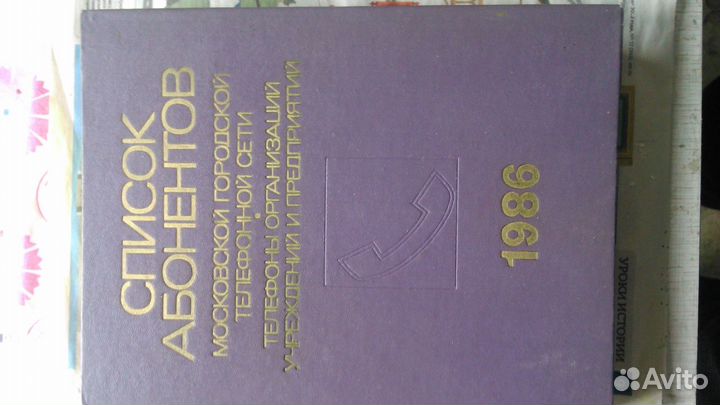 СПИСОК
АБОНЕНТОВ
МОСКОВСКОЙ ГОРОДСКОЙ
ТЕЛЕФОННОЙ СЕТИ
ТЕЛЕФОНЫ ОРГАНИЗАЦИЙ
УЧРЕЖДЕНИЙ И ПРЕДПРИЯТИЙ
1986
УРОКИ ИСТОРИИ
Avito